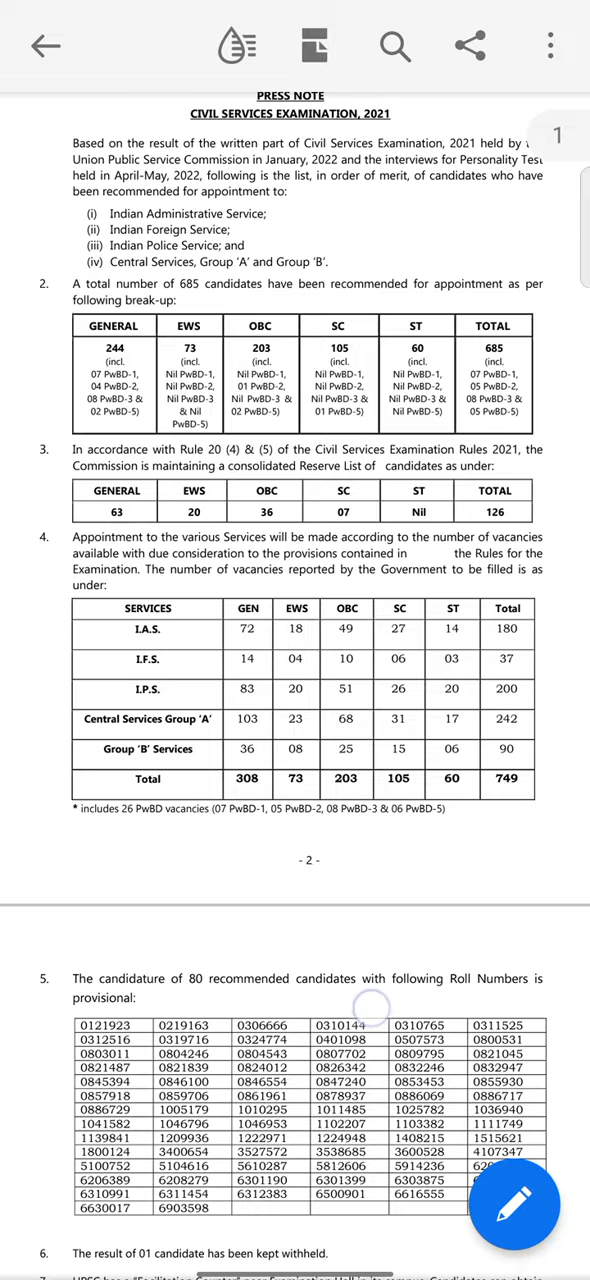 PRESS NOTE
CIVIL SERVICES EXAMINATION, 2021
1
Based on the result of the written part of Civil Services Examination, 2021 held by
Union Public Service Commission in January, 2022 and the interviews for Personality Test
held in April-May, 2022, following is the list, in order of merit, of candidates who have
been recommended for appointment to:
(i) Indian Administrative Service;
(ii) Indian Foreign Service;
(iii) Indian Police Service; and
(iv) Central Services, Group ‘A’ and Group ‘B’.
2. A total number of 685 candidates have been recommended for appointment as per
following break-up:
GENERAL EWS OBC SC ST TOTAL
244 73 203 105 60 685
(incl. (incl. (incl. (incl. (incl. (incl.
07 PwBD-1, Nil PwBD-1, Nil PwBD-1, Nil PwBD-1, Nil PwBD-1, 07 PwBD-1,
04 PwBD-2, Nil PwBD-2, 01 PwBD-2, Nil PwBD-2, Nil PwBD-2, 05 PwBD-2,
08 PwBD-3 & Nil PwBD-3 Nil PwBD-3 & Nil PwBD-3 & Nil PwBD-3 & 08 PwBD-3 &
02 PwBD-5) & Nil 02 PwBD-5) 01 PwBD-5) Nil PwBD-5) 05 PwBD-5)
PwBD-5)
3. In accordance with Rule 20 (4) & (5) of the Civil Services Examination Rules 2021, the
Commission is maintaining a consolidated Reserve List of candidates as under:
GENERAL EWS OBC SC ST TOTAL
63 20 36 07 Nil 126
4. Appointment to the various Services will be made according to the number of vacancies
available with due consideration to the provisions contained in the Rules for the
Examination. The number of vacancies reported by the Government to be filled is as
under:
SERVICES GEN EWS OBC SC ST Total
I.A.S. 72 18 49 27 14 180
I.F.S. 14 04 10 06 03 37
I.P.S. 83 20 51 26 20 200
Central Services Group ‘A’ 103 23 68 31 17 242
Group ‘B’ Services 36 08 25 15 06 90
Total 308 73 203 105 60 749
* includes 26 PwBD vacancies (07 PwBD-1, 05 PwBD-2, 08 PwBD-3 & 06 PwBD-5)
- 2 -
5. The candidature of 80 recommended candidates with following Roll Numbers is
provisional:
0121923 0219163 0306666 0310144 0310765 0311525
0312516 0319716 0324774 0401098 0507573 0800531
0803011 0804246 0804543 0807702 0809795 0821045
0821487 0821839 0824012 0826342 0832246 0832947
0845394 0846100 0846554 0847240 0853453 0855930
0857918 0859706 0861961 0878937 0886069 0886717
0886729 1005179 1010295 1011485 1025782 1036940
1041582 1046796 1046953 1102207 1103382 1111749
1139841 1209936 1222971 1224948 1408215 1515621
1800124 3400654 3527572 3538685 3600528 4107347
5100752 5104616 5610287 5812606 5914236
6206389 6208279 6301190 6301399 6303875
6310991 6311454 6312383 6500901 6616555
6630017 6903598
6. The result of 01 candidate has been kept withheld.